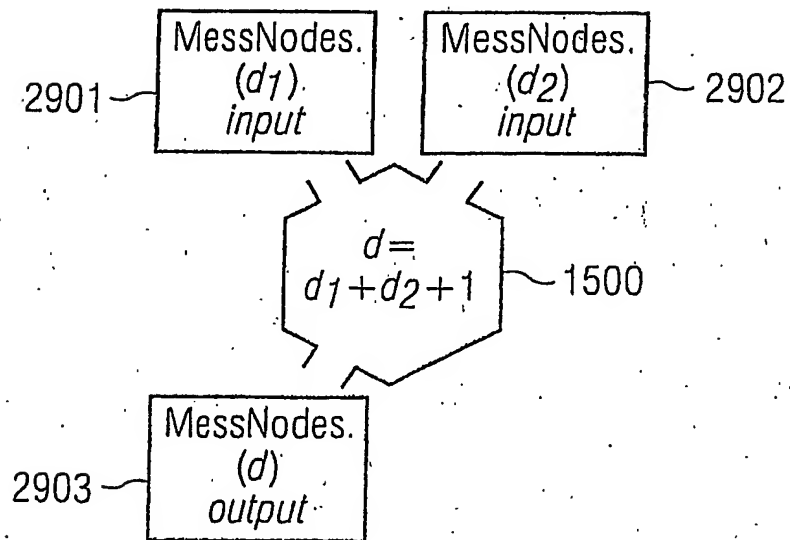 MessNodes.
(d1)
input
2901
MessNodes.
(d2)
input
2902
d=
d1+d2+1
1500
MessNodes.
(d)
output
2903